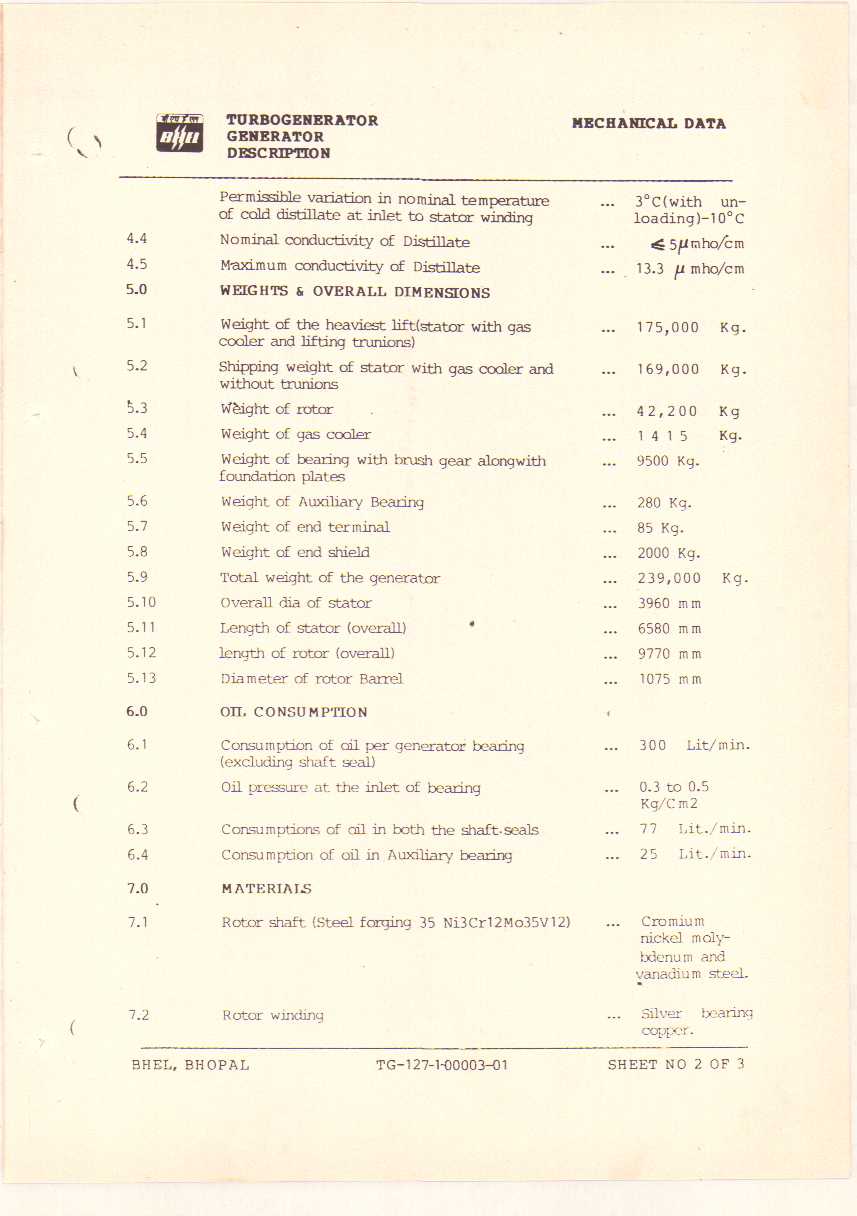 BHEL
TURBOGENERATOR
GENERATOR
DESCRIPTION
MECHANICAL DATA
Permissible variation in nominal temperature ... 3°C(with un-
of cold distillate at inlet to stator winding loading)-10°C
4.4 Nominal conductivity of Distillate ... ⩽ 5μmho/cm
4.5 Maximum conductivity of Distillate ... 13.3 μ mho/cm
5.0 WEIGHTS & OVERALL DIMENSIONS
5.1 Weight of the heaviest lift(stator with gas ... 175,000 Kg.
cooler and lifting trunions)
5.2 Shipping weight of stator with gas cooler and ... 169,000 Kg.
without trunions
5.3 Weight of rotor ... 42,200 Kg
5.4 Weight of gas cooler ... 1415 Kg.
5.5 Weight of bearing with brush gear alongwith ... 9500 Kg.
foundation plates
5.6 Weight of Auxiliary Bearing ... 280 Kg.
5.7 Weight of end terminal ... 85 Kg.
5.8 Weight of end shield ... 2000 Kg.
5.9 Total weight of the generator ... 239,000 Kg.
5.10 Overall dia of stator ... 3960 mm
5.11 Length of stator (overall) ... 6580 mm
5.12 length of rotor (overall) ... 9770 mm
5.13 Diameter of rotor Barrel ... 1075 mm
6.0 OIL CONSUMPTION
6.1 Consumption of oil per generator bearing ... 300 Lit/min.
(excluding shaft seal)
6.2 Oil pressure at the inlet of bearing ... 0.3 to 0.5
Kg/Cm2
6.3 Consumptions of oil in both the shaft-seals ... 77 Lit./min.
6.4 Consumption of oil in Auxiliary bearing ... 25 Lit./min.
7.0 MATERIALS
7.1 Rotor shaft (Steel forging 35 Ni3Cr12Mo35V12) ... Cromium
nickel moly-
bdenum and
vanadium steel.
7.2 Rotor winding ... Silver bearing
copper.
BHEL, BHOPAL TG-127-1-00003-01 SHEET NO 2 OF 3